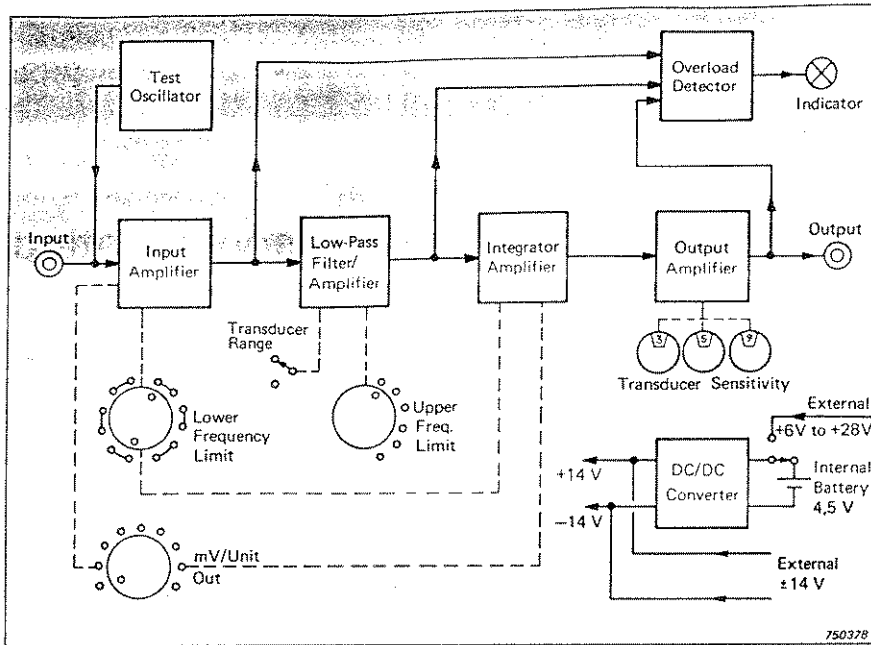 Test
Oscillator
Overload
Detector
Indicator
Input
Input
Amplifier
Low-Pass
Filter/
Amplifier
Integrator
Amplifier
Output
Amplifier
Output
Transducer
Range
3
5
9
Transducer Sensitivity
Lower
Frequency
Limit
Upper
Freq.
Limit
External
+6V to +28V
+14 V
−14 V
DC/DC
Converter
Internal
Battery
4,5 V
mV/Unit
Out
External
±14 V
750378